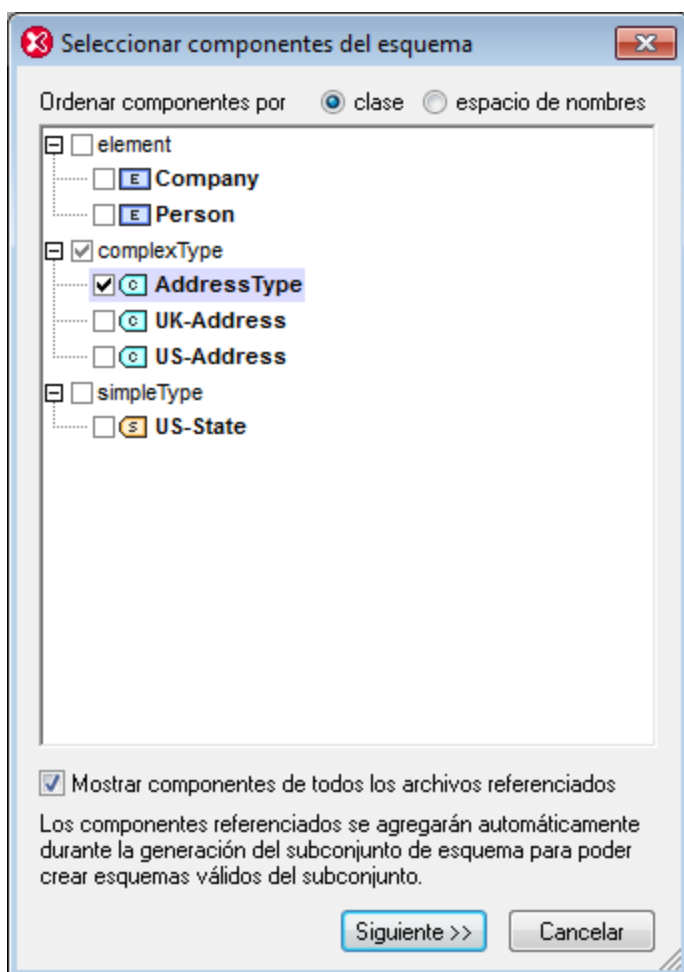 Seleccionar componentes del esquema
Ordenar componentes por clase espacio de nombres
element
E Company
E Person
complexType
C AddressType
C UK-Address
C US-Address
simpleType
S US-State
Mostrar componentes de todos los archivos referenciados
Los componentes referenciados se agregarán automáticamente
durante la generación del subconjunto de esquema para poder
crear esquemas válidos del subconjunto.
Siguiente >> Cancelar